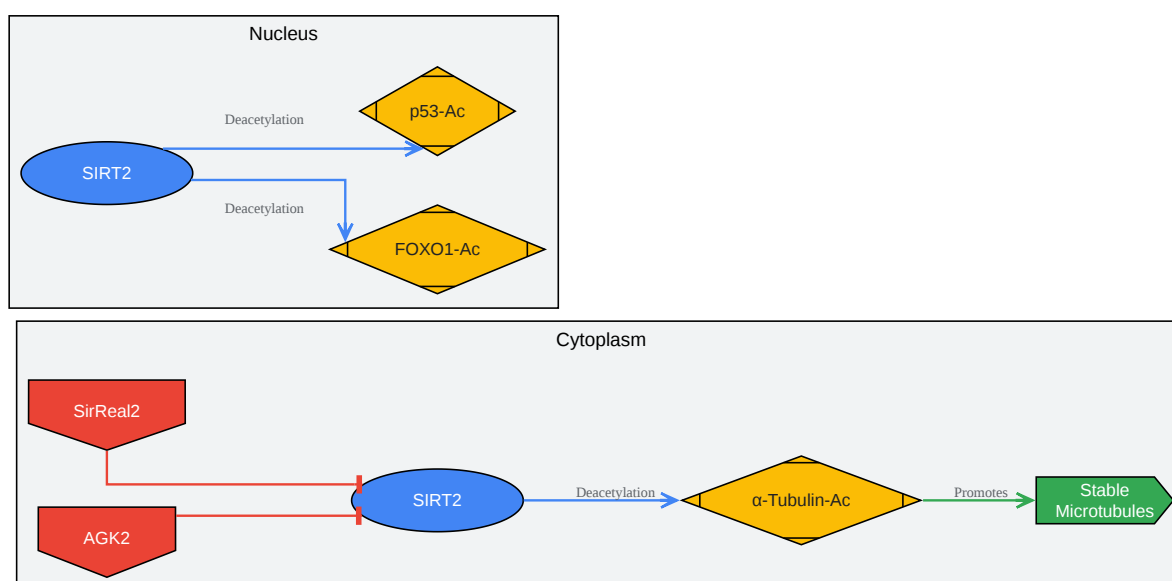 Nucleus
p53-Ac
Deacetylation
SIRT2
Deacetylation
FOXO1-Ac
Cytoplasm
SirReal2
SIRT2
Deacetylation
α-Tubulin-Ac
Promotes
Stable
Microtubules
AGK2